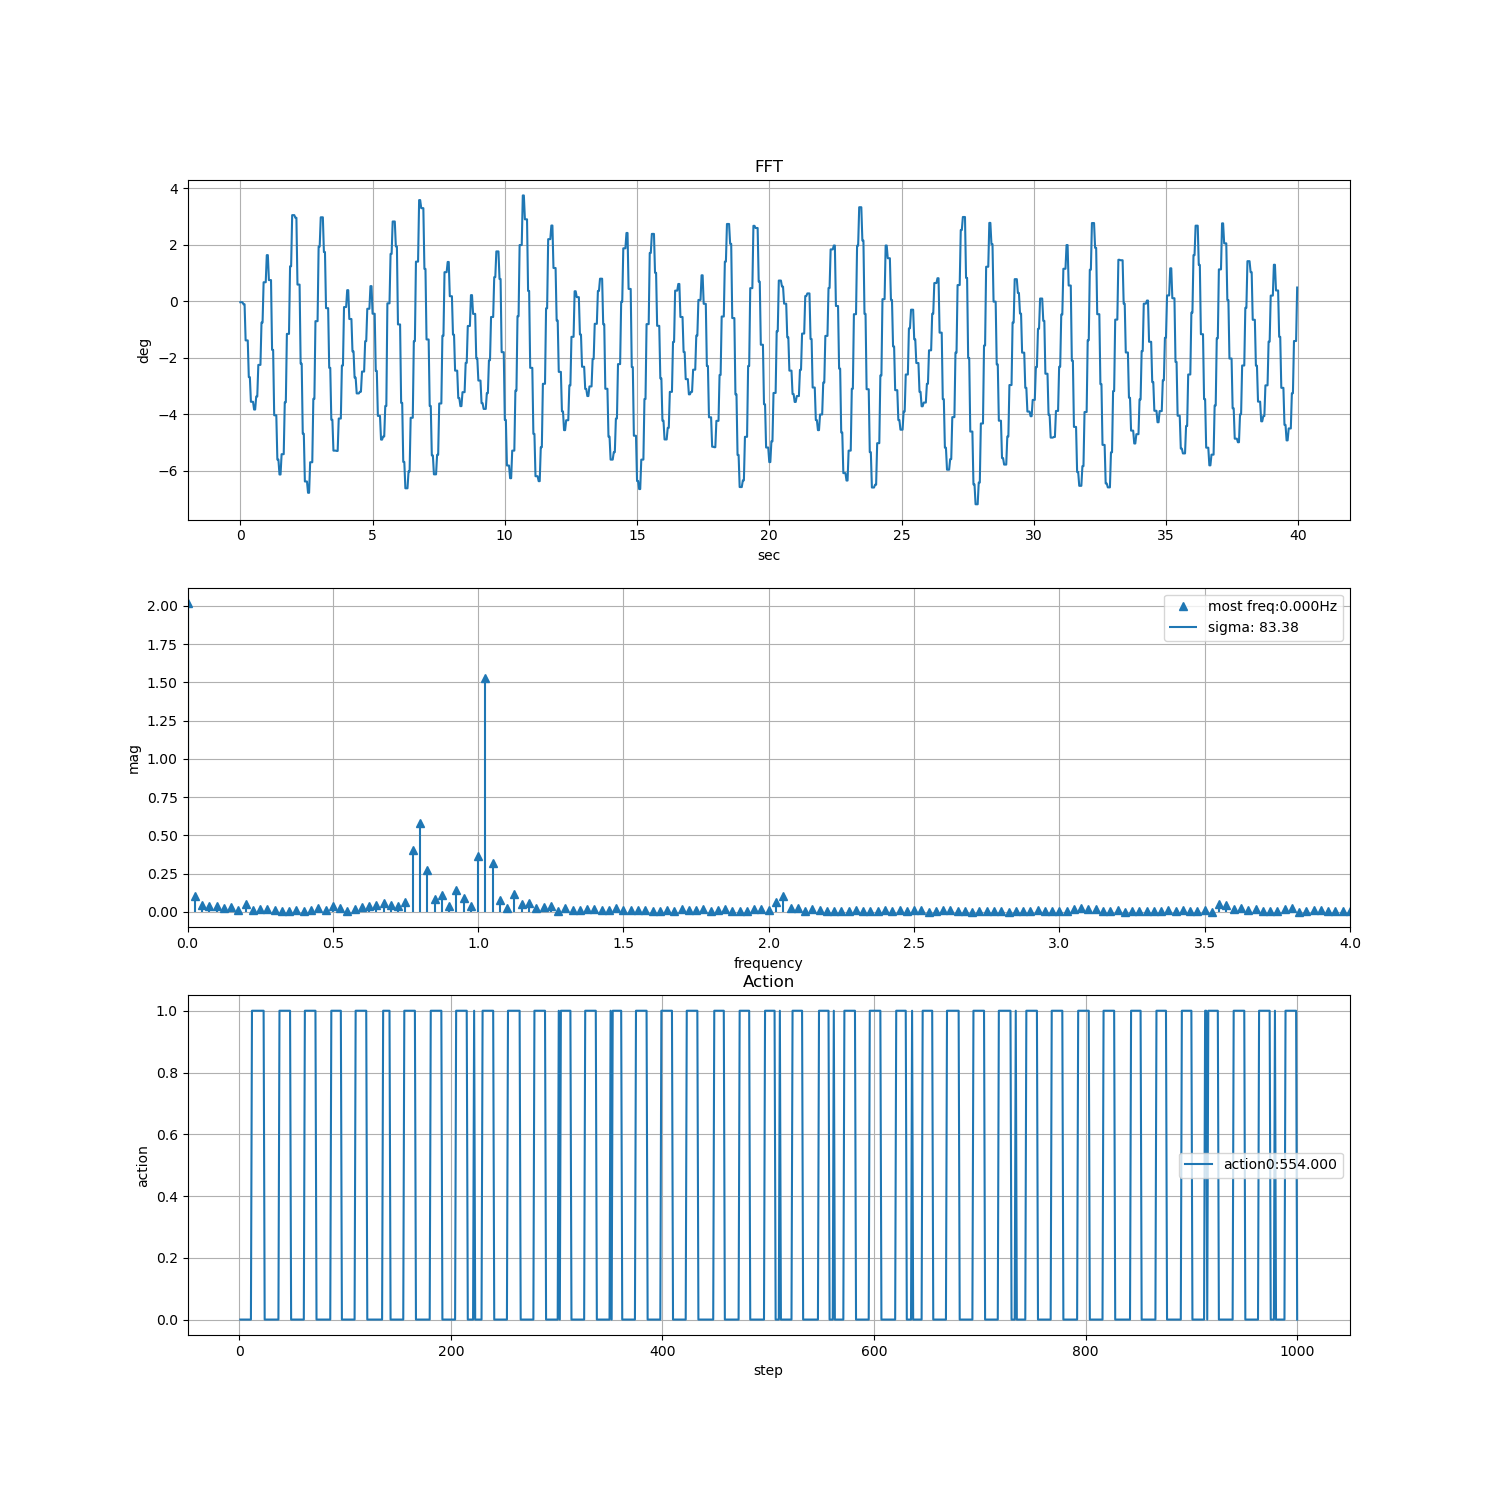 FFT
4
2
0
−2
−4
−6
deg
0 5 10 15 20 25 30 35 40
sec
2.00
1.75
1.50
1.25
1.00
0.75
0.50
0.25
0.00
mag
most freq:0.000Hz
sigma: 83.38
0.0 0.5 1.0 1.5 2.0 2.5 3.0 3.5 4.0
frequency
Action
1.0
0.8
0.6
0.4
0.2
0.0
action
action0:554.000
0 200 400 600 800 1000
step